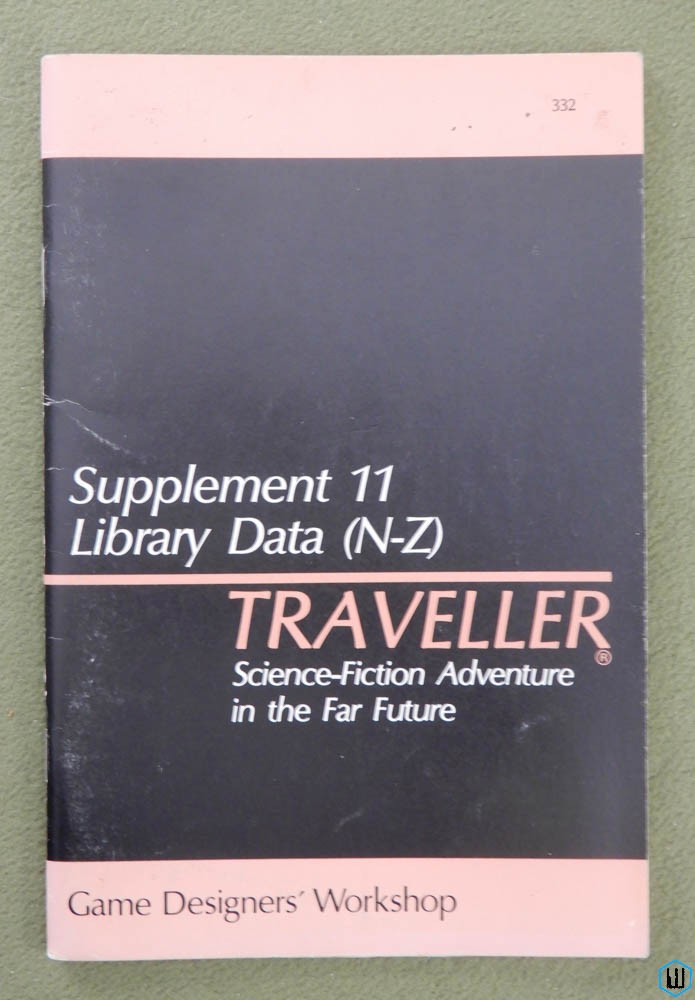 332
Supplement 11
Library Data (N-Z)
TRAVELLER®
Science-Fiction Adventure
in the Far Future
Game Designers' Workshop